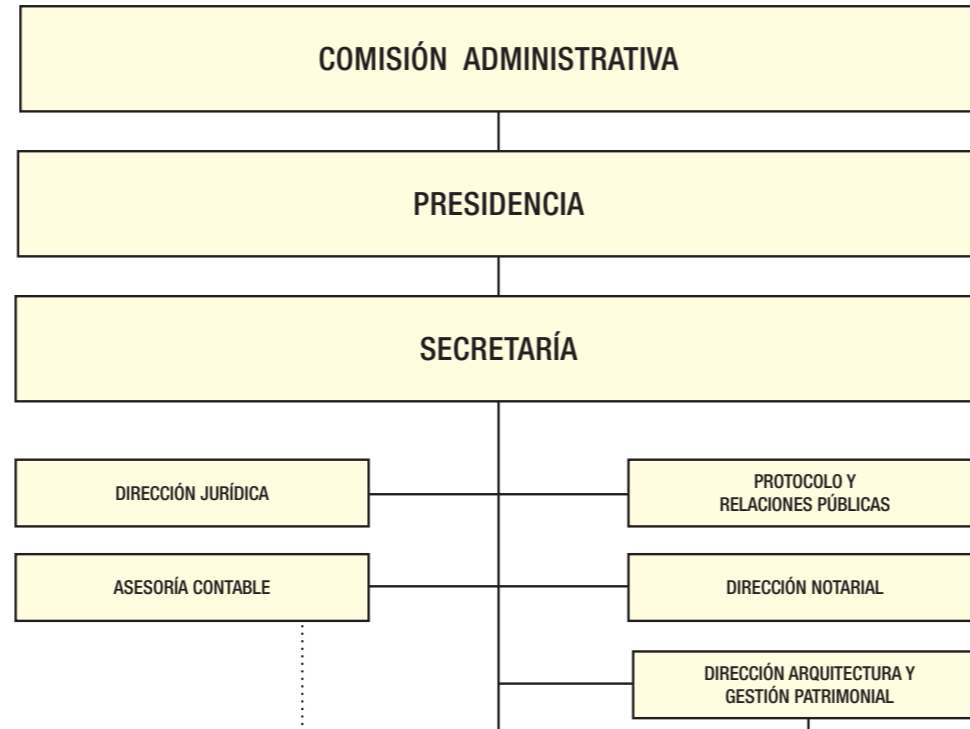 COMISIÓN ADMINISTRATIVA
PRESIDENCIA
SECRETARÍA
DIRECCIÓN JURÍDICA
PROTOCOLO Y
RELACIONES PÚBLICAS
ASESORÍA CONTABLE
DIRECCIÓN NOTARIAL
DIRECCIÓN ARQUITECTURA Y
GESTIÓN PATRIMONIAL